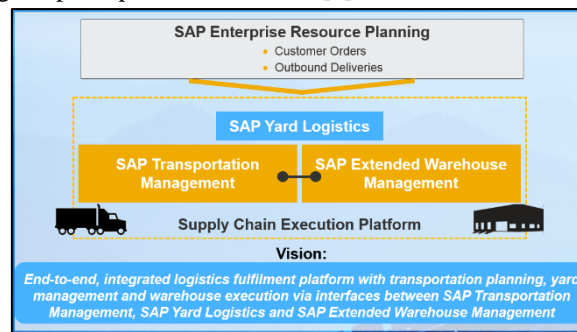 SAP Enterprise Resource Planning
• Customer Orders
• Outbound Deliveries
SAP Yard Logistics
SAP Transportation Management
SAP Extended Warehouse Management
Supply Chain Execution Platform
Vision:
End-to-end, integrated logistics fulfilment platform with transportation planning, yard
management and warehouse execution via interfaces between SAP Transportation
Management, SAP Yard Logistics and SAP Extended Warehouse Management